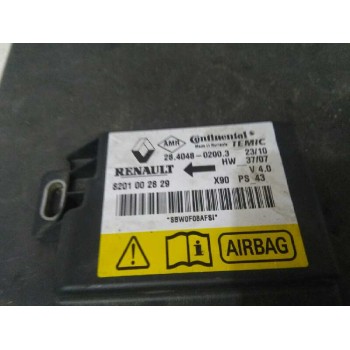 AMR Continental
Made in Romania TEMIC
28.4048-0200.3 23/10
RENAULT HW 37/07
V 4.0
8201 00 28 29 X90 PS 43
*SBW0F08AFSI*
AIRBAG